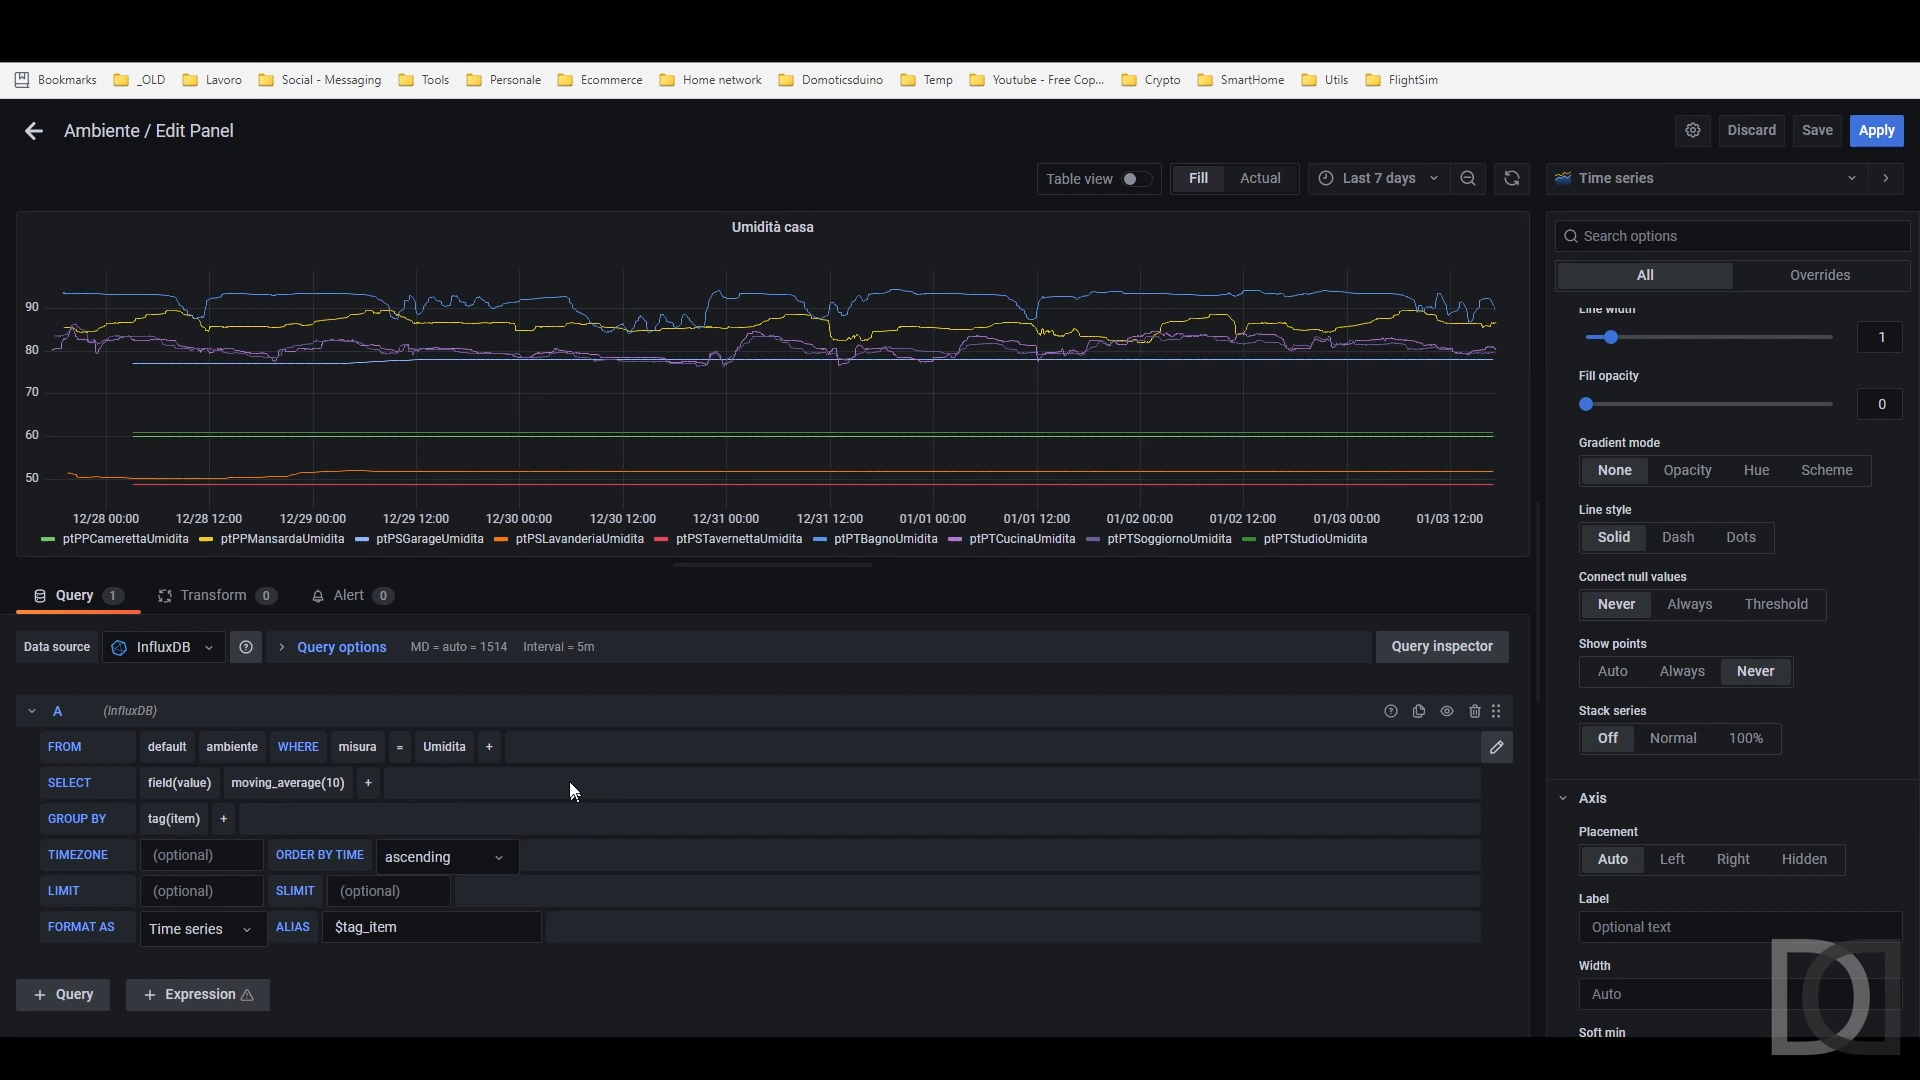 Bookmarks _OLD Lavoro Social - Messaging Tools Personale Ecommerce Home network Domoticsduino Temp Youtube - Free Cop... Crypto SmartHome Utils FlightSim
Ambiente / Edit Panel
Discard Save Apply
Table view Fill Actual Last 7 days Time series
Umidità casa
Search options
All Overrides
Line width
1
Fill opacity
0
Gradient mode
None Opacity Hue Scheme
Line style
Solid Dash Dots
Connect null values
Never Always Threshold
Show points
Auto Always Never
Stack series
Off Normal 100%
Axis
Placement
Auto Left Right Hidden
Label
Optional text
Width
Auto
Soft min
90
80
70
60
50
12/28 00:00 12/28 12:00 12/29 00:00 12/29 12:00 12/30 00:00 12/30 12:00 12/31 00:00 12/31 12:00 01/01 00:00 01/01 12:00 01/02 00:00 01/02 12:00 01/03 00:00 01/03 12:00
ptPPCamerettaUmidita ptPPMansardaUmidita ptPSGarageUmidita ptPSLavanderiaUmidita ptPSTavernettaUmidita ptPTBagnoUmidita ptPTCucinaUmidita ptPTSoggiornoUmidita ptPTStudioUmidita
Query 1 Transform 0 Alert 0
Data source InfluxDB Query options MD = auto = 1514 Interval = 5m Query inspector
A (InfluxDB)
FROM default ambiente WHERE misura = Umidita +
SELECT field(value) moving_average(10) +
GROUP BY tag(item) +
TIMEZONE (optional) ORDER BY TIME ascending
LIMIT (optional) SLIMIT (optional)
FORMAT AS Time series ALIAS $tag_item
+ Query + Expression